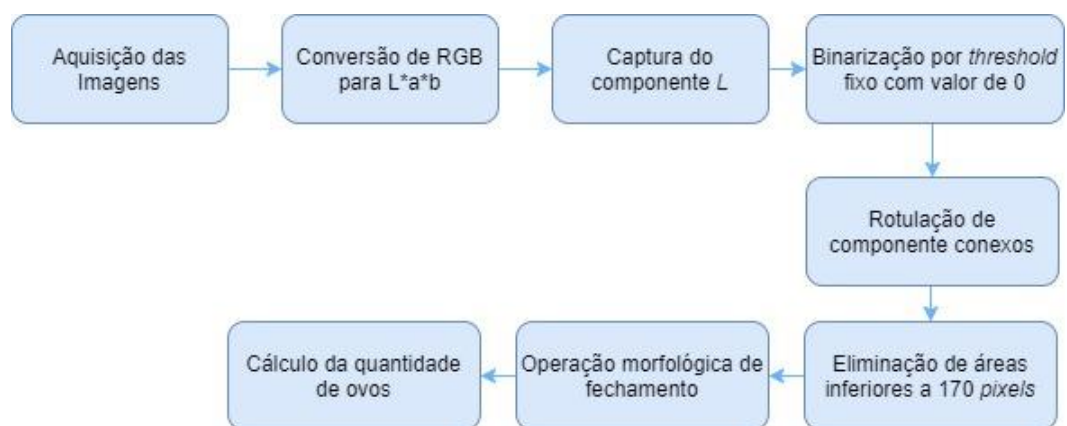 Aquisição das
Imagens
Conversão de RGB
para L*a*b
Captura do
componente L
Binarização por threshold
fixo com valor de 0
Rotulação de
componente conexos
Eliminação de áreas
inferiores a 170 pixels
Operação morfológica de
fechamento
Cálculo da quantidade
de ovos